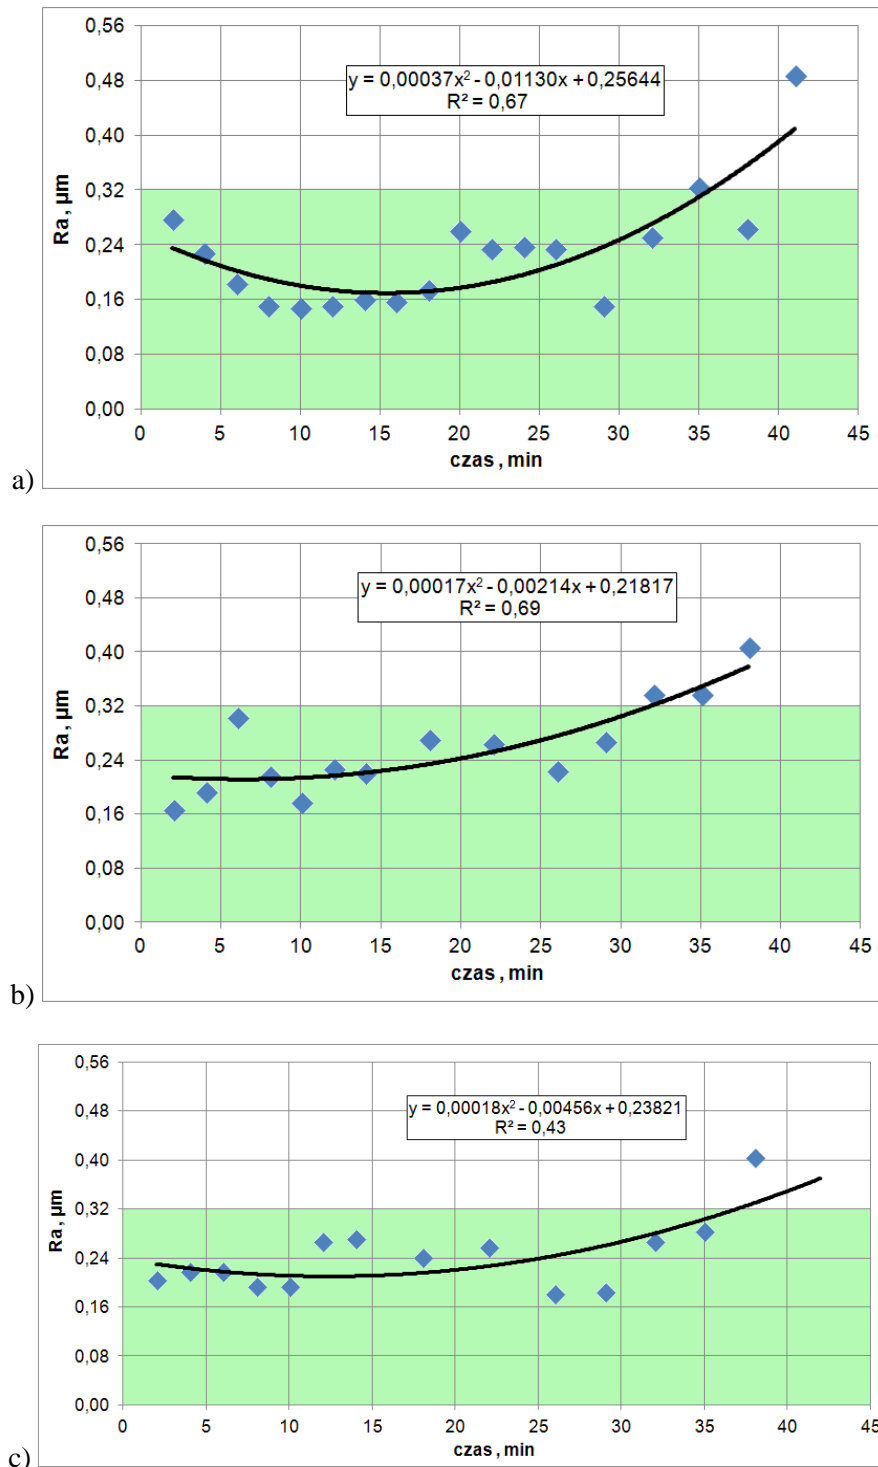 0,56
y = 0,00037x² - 0,01130x + 0,25644
0,48
R² = 0,67
0,40
0,32
Ra, µm
0,24
0,16
0,08
0,00
0 5 10 15 20 25 30 35 40 45
czas , min
a)
0,56
y = 0,00017x² - 0,00214x + 0,21817
0,48
R² = 0,69
0,40
0,32
Ra, µm
0,24
0,16
0,08
0,00
0 5 10 15 20 25 30 35 40 45
czas , min
b)
0,56
y = 0,00018x² - 0,00456x + 0,23821
0,48
R² = 0,43
0,40
0,32
Ra, µm
0,24
0,16
0,08
0,00
0 5 10 15 20 25 30 35 40 45
czas, min
c)